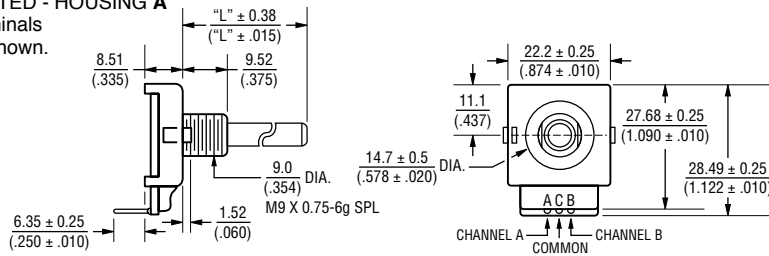 TED - HOUSING A
minals
hown.
"L" ± 0.38
("L" ± .015)
8.51
(.335)
9.52
(.375)
9.0
(.354) DIA.
M9 X 0.75-6g SPL
1.52
(.060)
6.35 ± 0.25
(.250 ± .010)
22.2 ± 0.25
(.874 ± .010)
11.1
(.437)
27.68 ± 0.25
(1.090 ± .010)
14.7 ± 0.5
(.578 ± .020) DIA.
28.49 ± 0.25
(1.122 ± .010)
A C B
CHANNEL A
CHANNEL B
COMMON